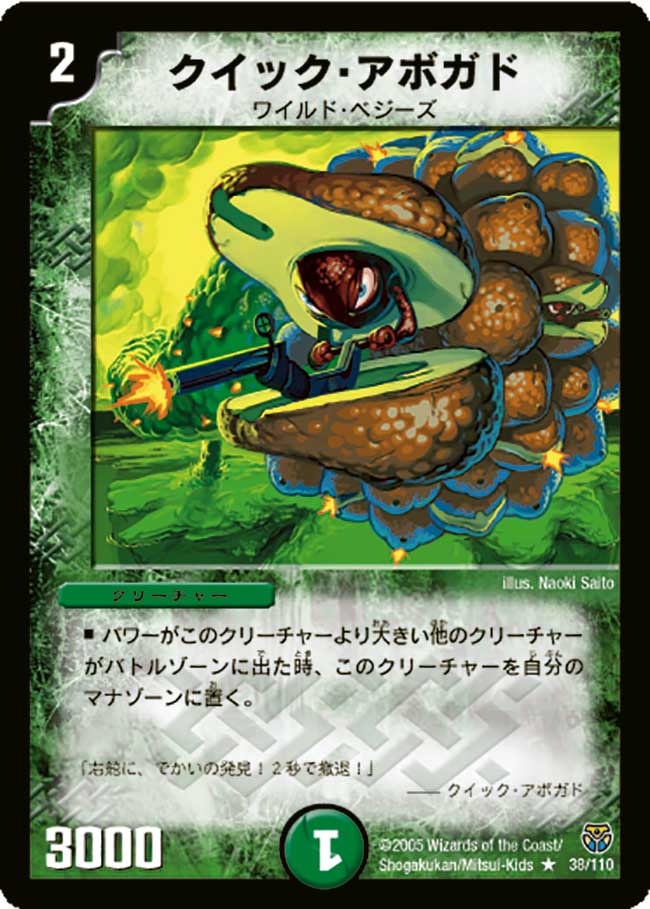 2
クイック・アボガド
ワイルド・ベジーズ
illus. Naoki Saito
クリーチャー
■ パワーがこのクリーチャーより大きい他のクリーチャー
がバトルゾーンに出た時、このクリーチャーを自分の
マナゾーンに置く。
「右舷に、でかいの発見！２秒で撤退！」
—— クイック・アボガド
3000
1
©2005 Wizards of the Coast/
Shogakukan/Mitsui-Kids ★ 38/110